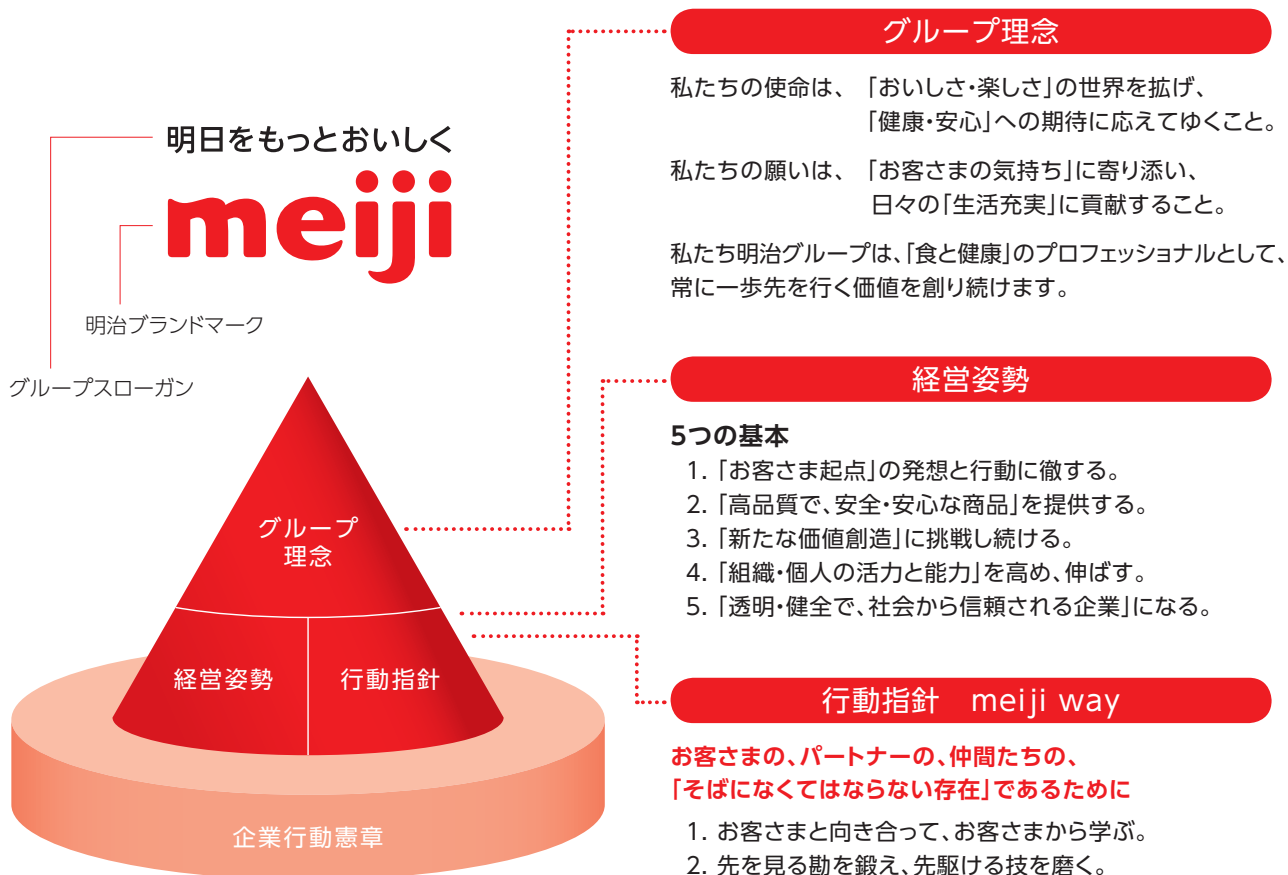 明日をもっとおいしく
meiji
明治ブランドマーク
グループスローガン
グループ
理念
経営姿勢
行動指針
企業行動憲章
グループ理念
私たちの使命は、「おいしさ・楽しさ」の世界を拡げ、
「健康・安心」への期待に応えてゆくこと。
私たちの願いは、「お客さまの気持ち」に寄り添い、
日々の「生活充実」に貢献すること。
私たち明治グループは、「食と健康」のプロフェッショナルとして、
常に一歩先を行く価値を創り続けます。
経営姿勢
5つの基本
1. 「お客さま起点」の発想と行動に徹する。
2. 「高品質で、安全・安心な商品」を提供する。
3. 「新たな価値創造」に挑戦し続ける。
4. 「組織・個人の活力と能力」を高め、伸ばす。
5. 「透明・健全で、社会から信頼される企業」になる。
行動指針　meiji way
お客さまの、パートナーの、仲間たちの、
「そばになくてはならない存在」であるために
1. お客さまと向き合って、お客さまから学ぶ。
2. 先を見る勘を鍛え、先駆ける技を磨く。